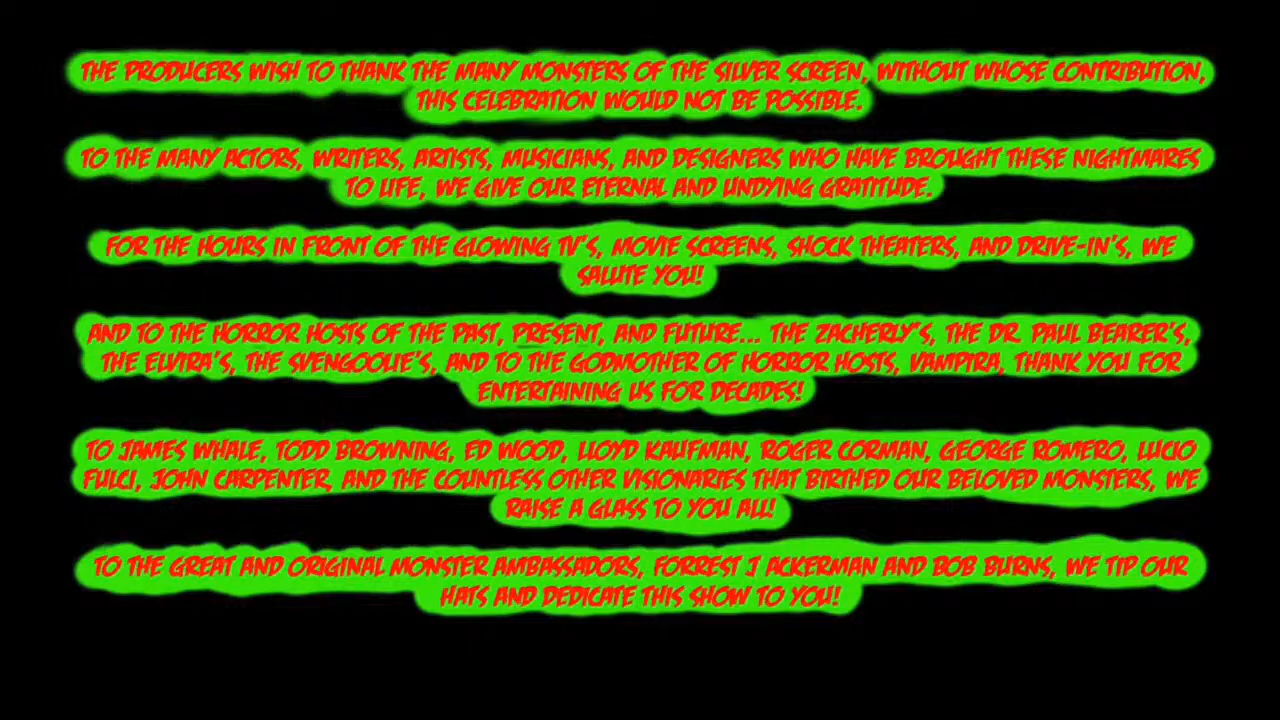 THE PRODUCERS WISH TO THANK THE MANY MONSTERS OF THE SILVER SCREEN, WITHOUT WHOSE CONTRIBUTION,
THIS CELEBRATION WOULD NOT BE POSSIBLE.
TO THE MANY ACTORS, WRITERS, ARTISTS, MUSICIANS, AND DESIGNERS WHO HAVE BROUGHT THESE NIGHTMARES
TO LIFE, WE GIVE OUR ETERNAL AND UNDYING GRATITUDE.
FOR THE HOURS IN FRONT OF THE GLOWING TV'S, MOVIE SCREENS, SHOCK THEATERS, AND DRIVE-IN'S, WE
SALUTE YOU!
AND TO THE HORROR HOSTS OF THE PAST, PRESENT, AND FUTURE... THE ZACHERLY'S, THE DR. PAUL BEARER'S,
THE ELVIRA'S, THE SVENGOOLIE'S, AND TO THE GODMOTHER OF HORROR HOSTS, VAMPIRA, THANK YOU FOR
ENTERTAINING US FOR DECADES!
TO JAMES WHALE, TODD BROWNING, ED WOOD, LLOYD KAUFMAN, ROGER CORMAN, GEORGE ROMERO, LUCIO
FULCI, JOHN CARPENTER, AND THE COUNTLESS OTHER VISIONARIES THAT BIRTHED OUR BELOVED MONSTERS, WE
RAISE A GLASS TO YOU ALL!
TO THE GREAT AND ORIGINAL MONSTER AMBASSADORS, FORREST J ACKERMAN AND BOB BURNS, WE TIP OUR
HATS AND DEDICATE THIS SHOW TO YOU!